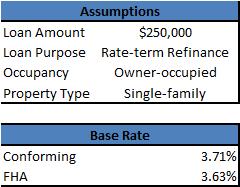 Assumptions
Loan Amount $250,000
Loan Purpose Rate-term Refinance
Occupancy Owner-occupied
Property Type Single-family
Base Rate
Conforming 3.71%
FHA 3.63%